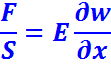 F/S = E ∂w/∂x